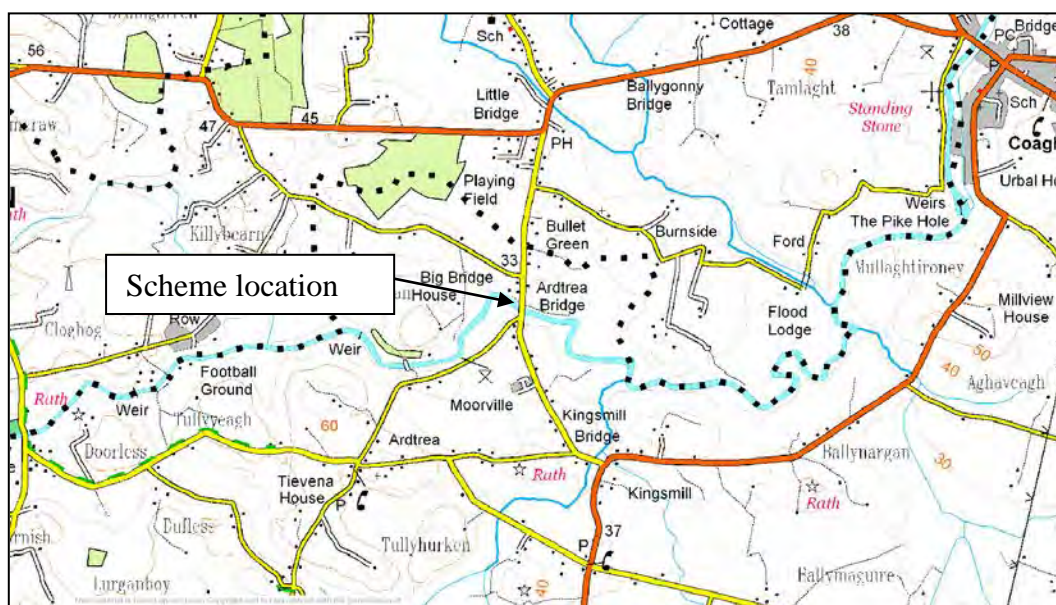 56
Sch
Cottage
38
40
Bridge
PC
P
Little
Bridge
Ballygonny
Bridge
Tamlaght
Standing
Stone
Sch
Coagh
47
45
PH
Urbal
Playing
Field
Weirs
The Pike Hole
Killybearn
Bullet
Green
Burnside
Ford
33
Mullaghtironey
Scheme location
Big Bridge
House
Ardtrea
Bridge
Millview
House
Row
Cloghog
Weir
Flood
Lodge
50
40
Football
Ground
Aghaveagh
Rath
Weir
Moorville
Tullyveagh
Kingsmill
Bridge
60
Ardtrea
Doorless
Ballynargan
30
Rath
Tievena
House
Kingsmill
Rath
P
Dufless
37
Tullyhurken
P
Lurganboy
40
Ballymaguire